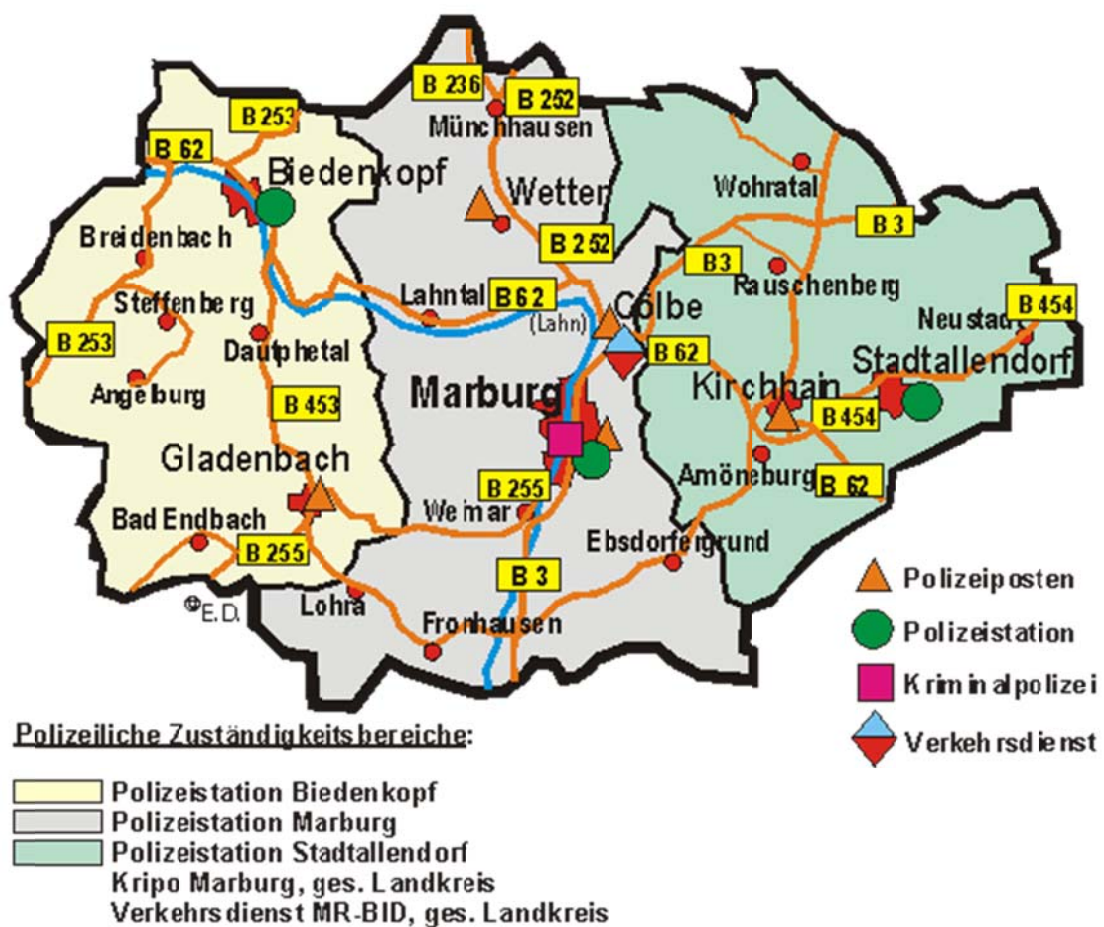 B 236
B 252
Münchhausen
B 253
B 62
Biedenkopf
Wetter
Wohratal
B 3
Breidenbach
B 252
B3
Rauschenberg
Steffenberg
Lahntal
B 62
(Lahn)
Cölbe
B 454
Neustadt
B 253
Dautphetal
B 62
Stadtallendorf
Angelburg
Marburg
Kirchhain
B 453
B 454
Gladenbach
Amöneburg
B 62
B 255
Weimar
Bad Endbach
B 255
Ebsdorfergrund
B 3
©E.D.
Lohra
Fronhausen
Polizeiposten
Polizeistation
Kriminalpolizei
Verkehrsdienst
Polizeiliche Zuständigkeitsbereiche:
Polizeistation Biedenkopf
Polizeistation Marburg
Polizeistation Stadtallendorf
Kripo Marburg, ges. Landkreis
Verkehrsdienst MR-BID, ges. Landkreis